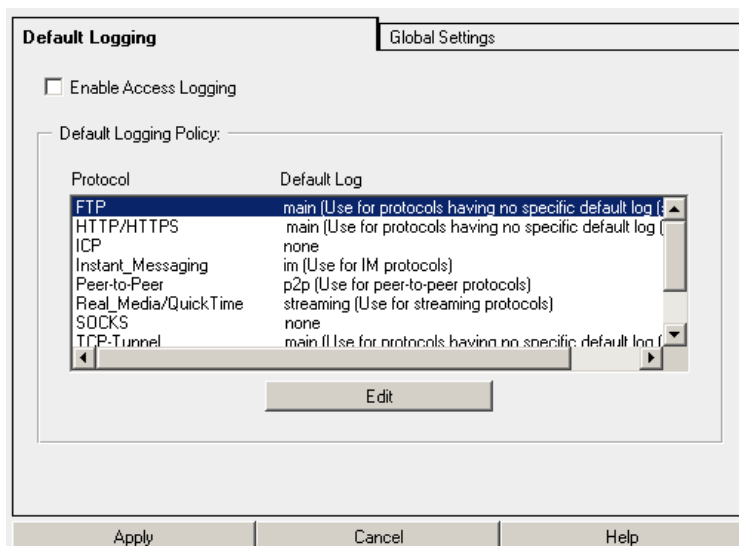 Default Logging
Global Settings
Enable Access Logging
Default Logging Policy:
Protocol Default Log
FTP main (Use for protocols having no specific default log (
HTTP/HTTPS main (Use for protocols having no specific default log (
ICP none
Instant_Messaging im (Use for IM protocols)
Peer-to-Peer p2p (Use for peer-to-peer protocols)
Real_Media/QuickTime streaming (Use for streaming protocols)
SOCKS none
TCP-Tunnel main (Use for protocols having no specific default log (
Edit
Apply Cancel Help